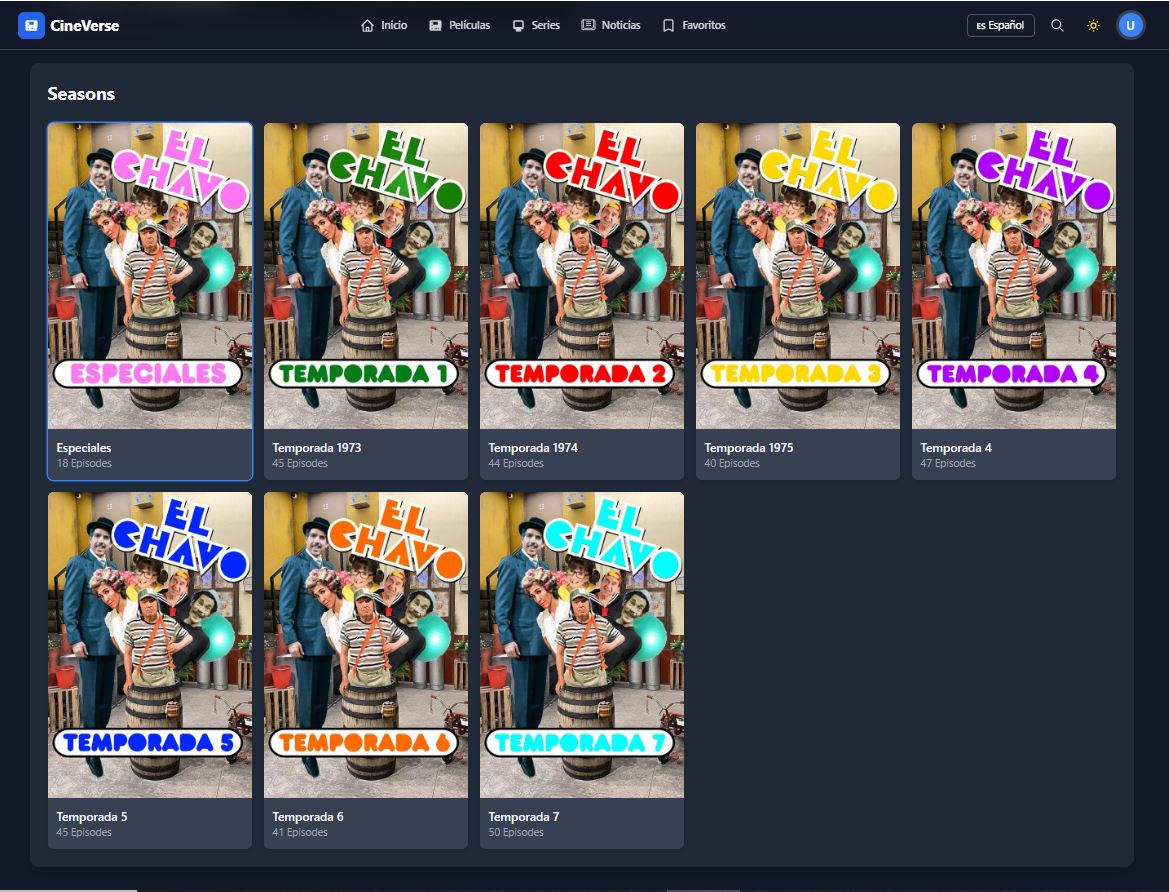 CineVerse
Inicio
Películas
Series
Noticias
Favoritos
ES Español
U
Seasons
EL
CHAVO
ESPECIALES
Especiales
18 Episodes
EL
CHAVO
TEMPORADA 1
Temporada 1973
45 Episodes
EL
CHAVO
TEMPORADA 2
Temporada 1974
44 Episodes
EL
CHAVO
TEMPORADA 3
Temporada 1975
40 Episodes
EL
CHAVO
TEMPORADA 4
Temporada 4
47 Episodes
EL
CHAVO
TEMPORADA 5
Temporada 5
45 Episodes
EL
CHAVO
TEMPORADA 6
Temporada 6
41 Episodes
EL
CHAVO
TEMPORADA 7
Temporada 7
50 Episodes